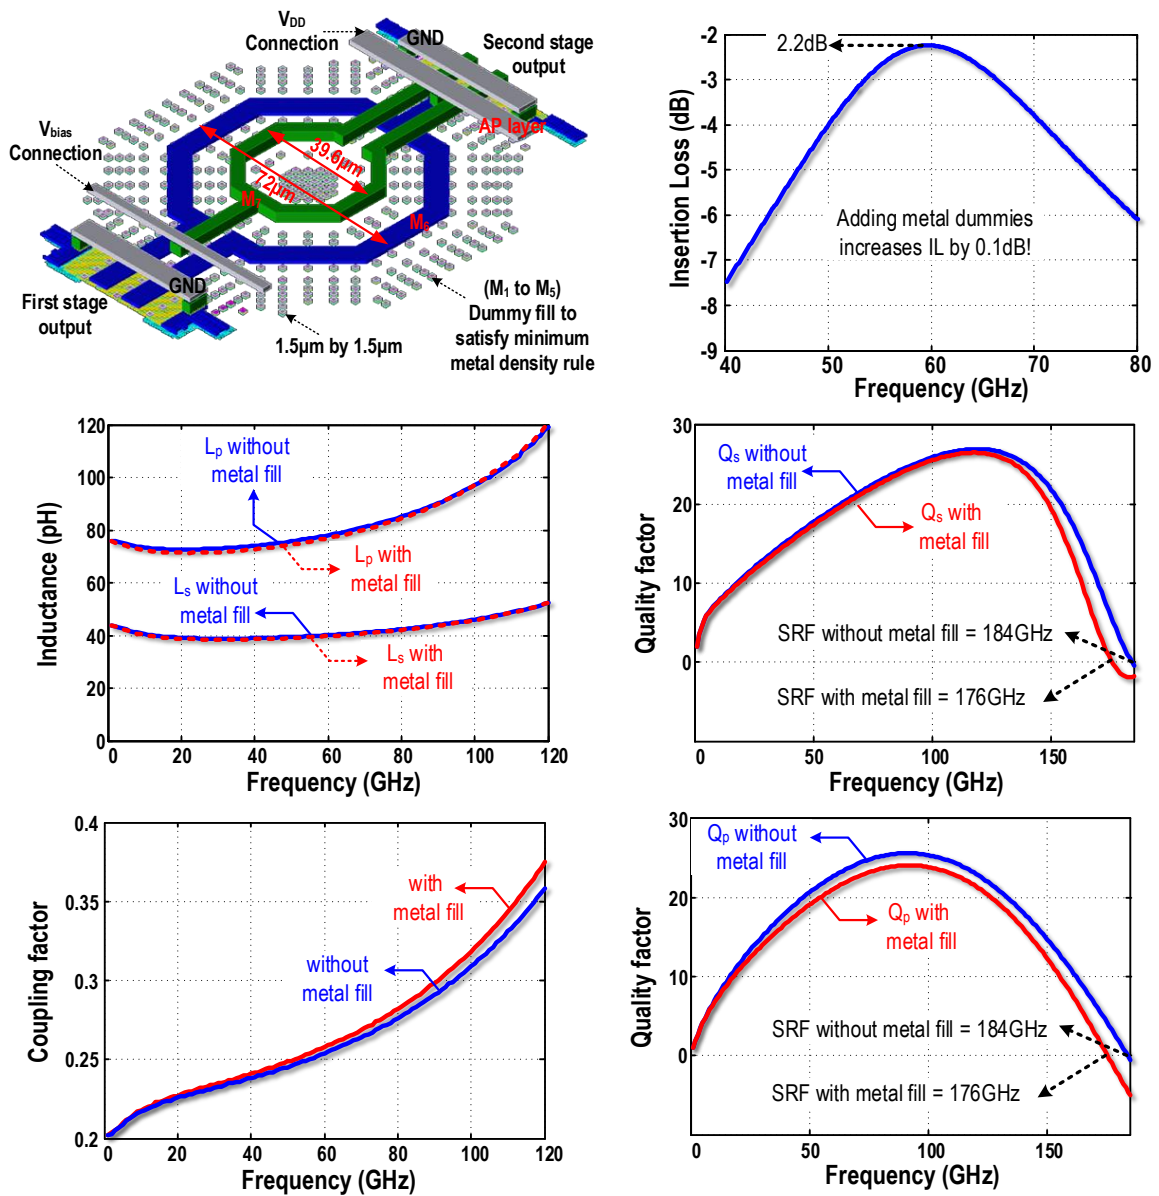 V_DD
Connection
GND
Second stage
output
AP layer
V_bias
Connection
39.6µm
72µm
M7
M6
GND
First stage
output
1.5µm by 1.5µm
(M1 to M5)
Dummy fill to
satisfy minimum
metal density rule
-2
-3
-4
-5
-6
-7
-8
-9
Insertion Loss (dB)
2.2dB
Adding metal dummies
increases IL by 0.1dB!
40
50
60
70
80
Frequency (GHz)
120
100
80
60
40
20
0
Inductance (pH)
Lp without
metal fill
Lp with
metal fill
Ls without
metal fill
Ls with
metal fill
0
20
40
60
80
100
120
Frequency (GHz)
30
20
10
0
Quality factor
Qs without
metal fill
Qs with
metal fill
SRF without metal fill = 184GHz
SRF with metal fill = 176GHz
0
50
100
150
Frequency (GHz)
0.4
0.35
0.3
0.25
0.2
Coupling factor
with
metal fill
without
metal fill
0
20
40
60
80
100
120
Frequency (GHz)
30
20
10
0
Quality factor
Qp without
metal fill
Qp with
metal fill
SRF without metal fill = 184GHz
SRF with metal fill = 176GHz
0
50
100
150
Frequency (GHz)